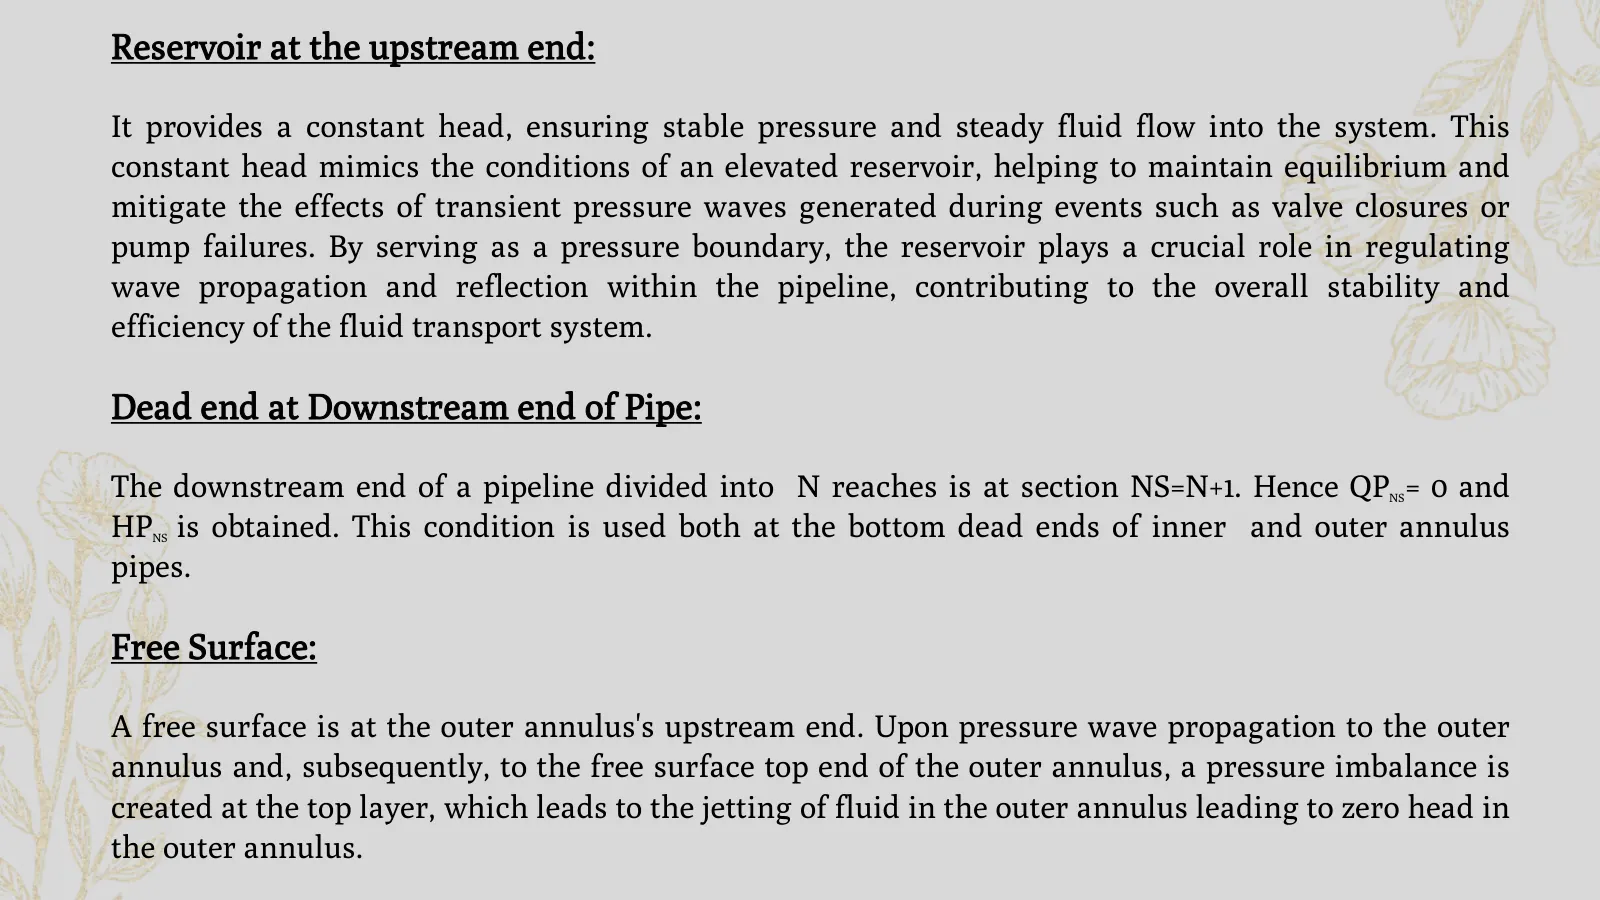 Reservoir at the upstream end:
It provides a constant head, ensuring stable pressure and steady fluid flow into the system. This
constant head mimics the conditions of an elevated reservoir, helping to maintain equilibrium and
mitigate the effects of transient pressure waves generated during events such as valve closures or
pump failures. By serving as a pressure boundary, the reservoir plays a crucial role in regulating
wave propagation and reflection within the pipeline, contributing to the overall stability and
efficiency of the fluid transport system.
Dead end at Downstream end of Pipe:
The downstream end of a pipeline divided into N reaches is at section NS=N+1. Hence QP_NS= 0 and
HP_NS is obtained. This condition is used both at the bottom dead ends of inner and outer annulus
pipes.
Free Surface:
A free surface is at the outer annulus's upstream end. Upon pressure wave propagation to the outer
annulus and, subsequently, to the free surface top end of the outer annulus, a pressure imbalance is
created at the top layer, which leads to the jetting of fluid in the outer annulus leading to zero head in
the outer annulus.